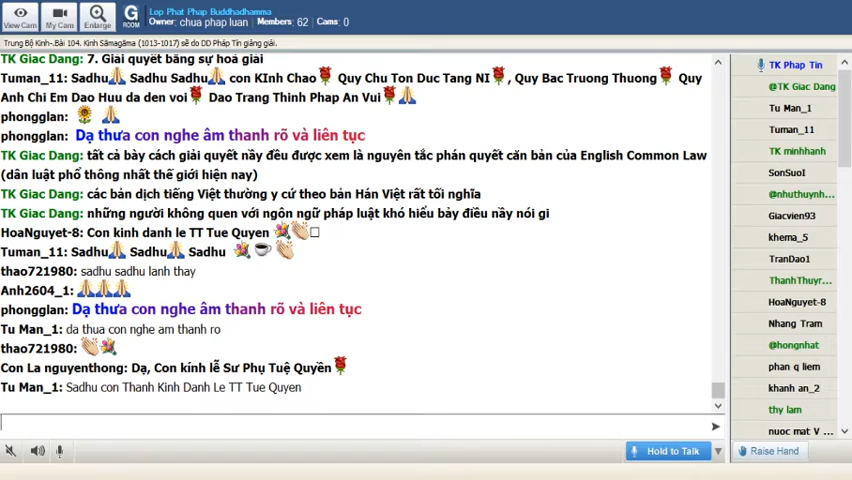 View Cam
My Cam
Enlarge
G
ROOM
Lop Phat Phap Buddhadhamma
Owner: chua phap luan Members: 62 Cams: 0
Trung Bộ Kinh-.Bài 104. Kinh Sāmagāma (1013-1017) sẽ do DD Pháp Tín giảng giải.
TK Giac Dang: 7. Giải quyết bằng sự hoà giải
Tuman_11: Sadhu🙏 Sadhu Sadhu🙏 con KInh Chao🌹 Quy Chu Ton Duc Tang NI🌹, Quy Bac Truong Thuong🌹 Quy
Anh Chi Em Dao Huu da den voi🌹 Dao Trang Thinh Phap An Vui🌹🙏
phongglan: 🌻 🙏
phongglan: Dạ thưa con nghe âm thanh rõ và liên tục
TK Giac Dang: tất cả bảy cách giải quyết nầy đều được xem là nguyên tắc phán quyết căn bản của English Common Law
(dân luật phổ thông nhất thế giới hiện nay)
TK Giac Dang: các bản dịch tiếng Việt thường y cứ theo bản Hán Việt rất tối nghĩa
TK Giac Dang: những người không quen với ngôn ngữ pháp luật khó hiểu bảy điều nầy nói gi
HoaNguyet-8: Con kinh danh le TT Tue Quyen 💐👏□
Tuman_11: Sadhu🙏 Sadhu🙏 Sadhu 💐 ☕ 👏
thao721980: sadhu sadhu lanh thay
Anh2604_1: 🙏🙏🙏
phongglan: Dạ thưa con nghe âm thanh rõ và liên tục
Tu Man_1: da thua con nghe am thanh ro
thao721980: 👏💐
Con La nguyenthong: Dạ, Con kính lễ Sư Phụ Tuệ Quyền🌹
Tu Man_1: Sadhu con Thanh Kinh Danh Le TT Tue Quyen
TK Phap Tin
@TK Giac Dang
Tu Man_1
Tuman_11
TK minhhanh
SonSuoI
@nhuthuynh...
Giacvien93
khema_5
TranDao1
ThanhThuyr...
HoaNguyet-8
Nhang Tram
@hongnhat
phan q liem
khanh an_2
thy lam
nuoc mat V ...
Hold to Talk
Raise Hand